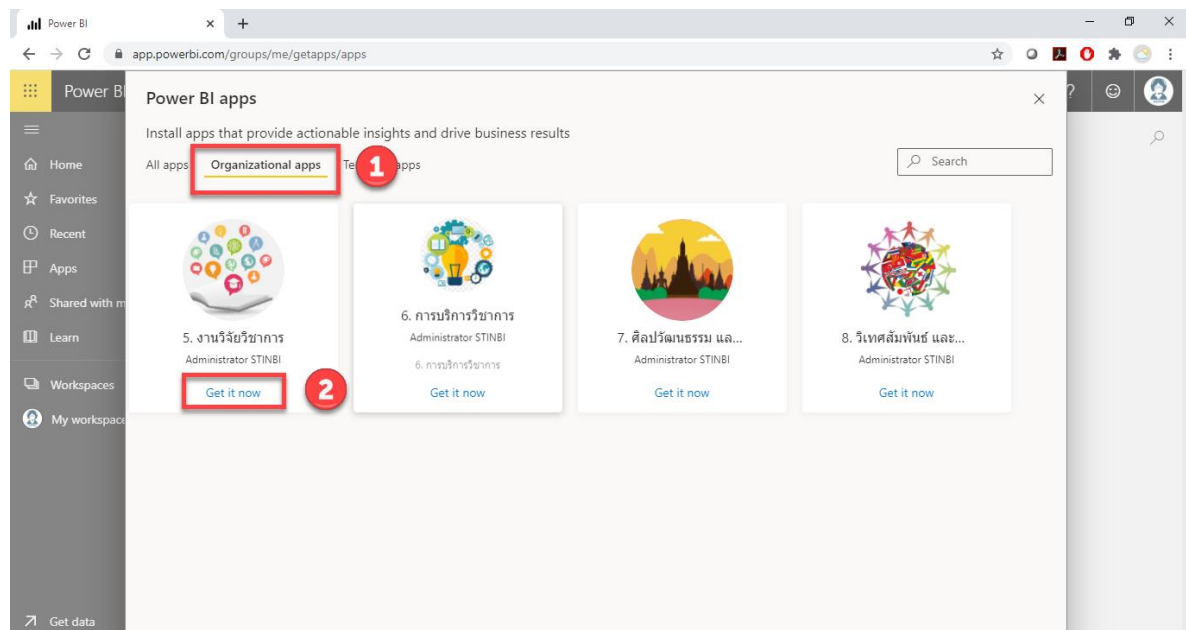 Power BI
app.powerbi.com/groups/me/getapps/apps
Power BI
Power BI apps
Install apps that provide actionable insights and drive business results
All apps Organizational apps 1 apps
Search
Home
Favorites
Recent
Apps
Shared with m
Learn
Workspaces
My workspace
Get data
5. งานวิจัยวิชาการ
Administrator STINBI
Get it now
2
6. การบริการวิชาการ
Administrator STINBI
6. การบริการวิชาการ
Get it now
7. ศิลปวัฒนธรรม แล...
Administrator STINBI
Get it now
8. วิเทศสัมพันธ์ และ...
Administrator STINBI
Get it now